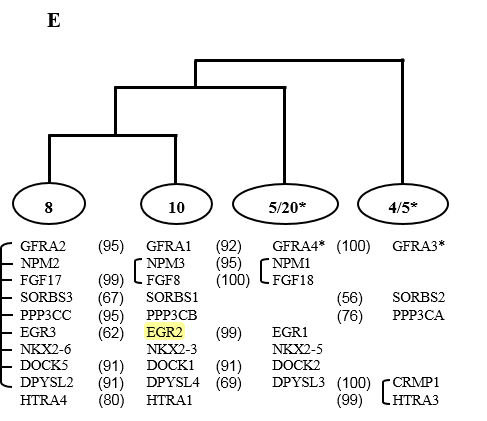 E
8 10 5/20* 4/5*
GFRA2 (95) GFRA1 (92) GFRA4* (100) GFRA3*
NPM2 NPM3 (95) NPM1
FGF17 (99) FGF8 (100) FGF18
SORBS3 (67) SORBS1 (56) SORBS2
PPP3CC (95) PPP3CB (76) PPP3CA
EGR3 (62) EGR2 (99) EGR1
NKX2-6 NKX2-3 NKX2-5
DOCK5 (91) DOCK1 (91) DOCK2
DPYSL2 (91) DPYSL4 (69) DPYSL3 (100) CRMP1
HTRA4 (80) HTRA1 (99) HTRA3